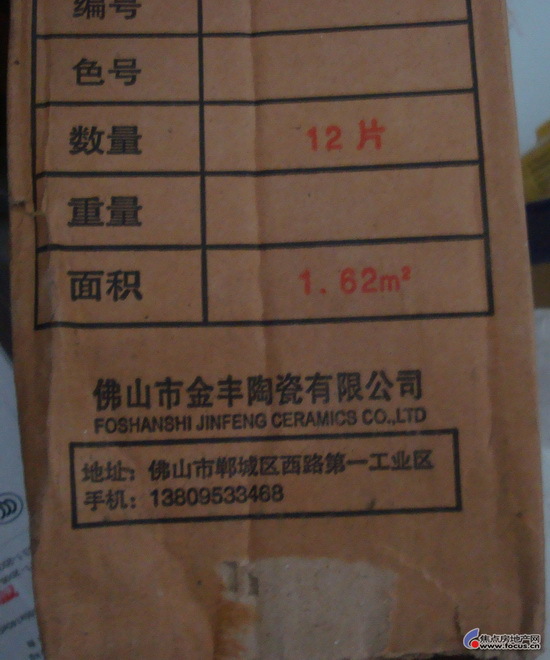 编号
色号
数量 12片
重量
面积 1.62m²
佛山市金丰陶瓷有限公司
FOSHANSHI JINFENG CERAMICS CO.,LTD
地址：佛山市郸城区西路第一工业区
手机：13809533468
焦点房地产网
www.focus.cn